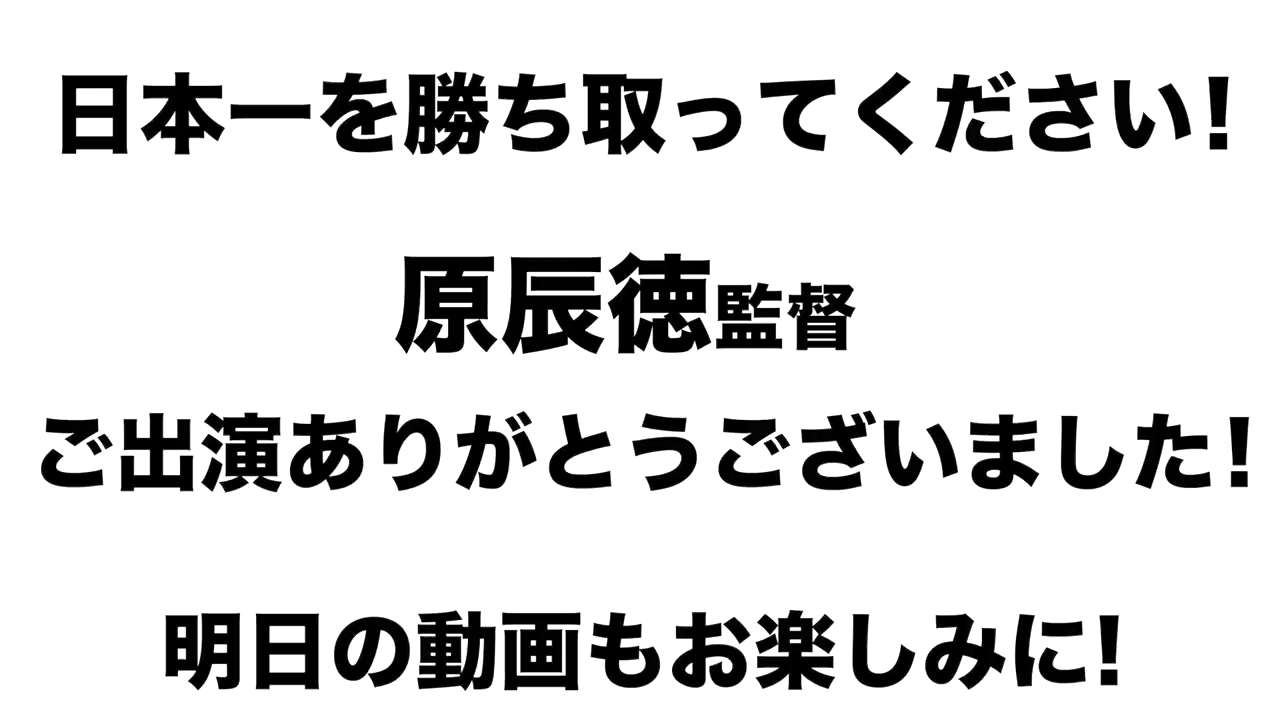 日本一を勝ち取ってください!
原辰徳監督
ご出演ありがとうございました!
明日の動画もお楽しみに!